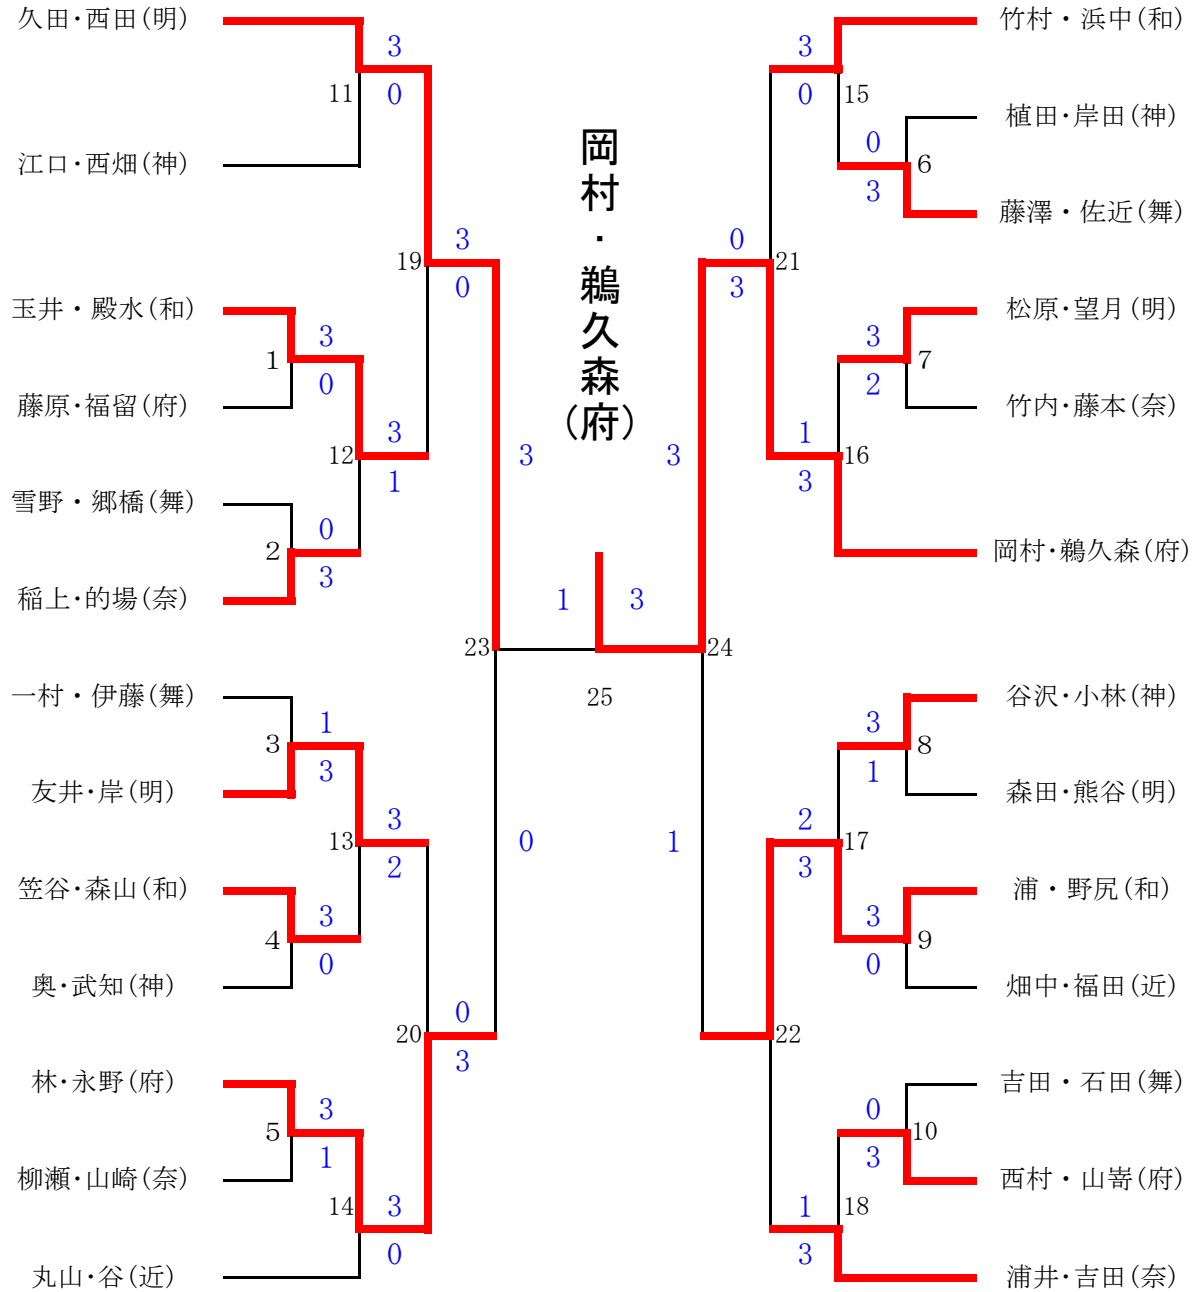 久田・西田(明)
3
11
0
江口・西畑(神)
19
3
0
玉井・殿水(和)
3
1
0
藤原・福留(府)
3
12
1
雪野・郷橋(舞)
0
2
3
稲上・的場(奈)
3
23
一村・伊藤(舞)
1
3
3
友井・岸(明)
3
13
2
笠谷・森山(和)
3
4
0
奥・武知(神)
0
20
0
3
林・永野(府)
3
5
1
柳瀬・山崎(奈)
3
14
0
丸山・谷(近)
岡村・鵜久森(府)
1
3
25
竹村・浜中(和)
3
0
15
植田・岸田(神)
0
6
3
藤澤・佐近(舞)
0
21
3
松原・望月(明)
3
7
2
竹内・藤本(奈)
1
16
3
3
岡村・鵜久森(府)
24
谷沢・小林(神)
3
8
1
森田・熊谷(明)
2
17
3
1
浦・野尻(和)
3
9
0
畑中・福田(近)
22
吉田・石田(舞)
0
10
3
西村・山嵜(府)
1
18
3
浦井・吉田(奈)